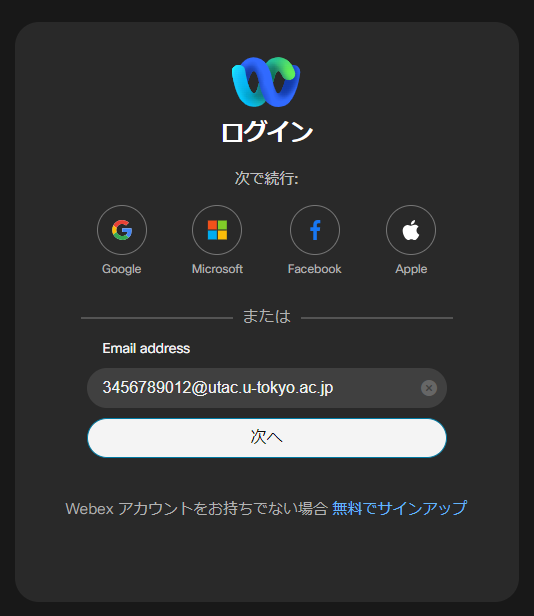 ログイン
次で続行:
Google Microsoft Facebook Apple
または
Email address
3456789012@utac.u-tokyo.ac.jp
次へ
Webex アカウントをお持ちでない場合 無料でサインアップ